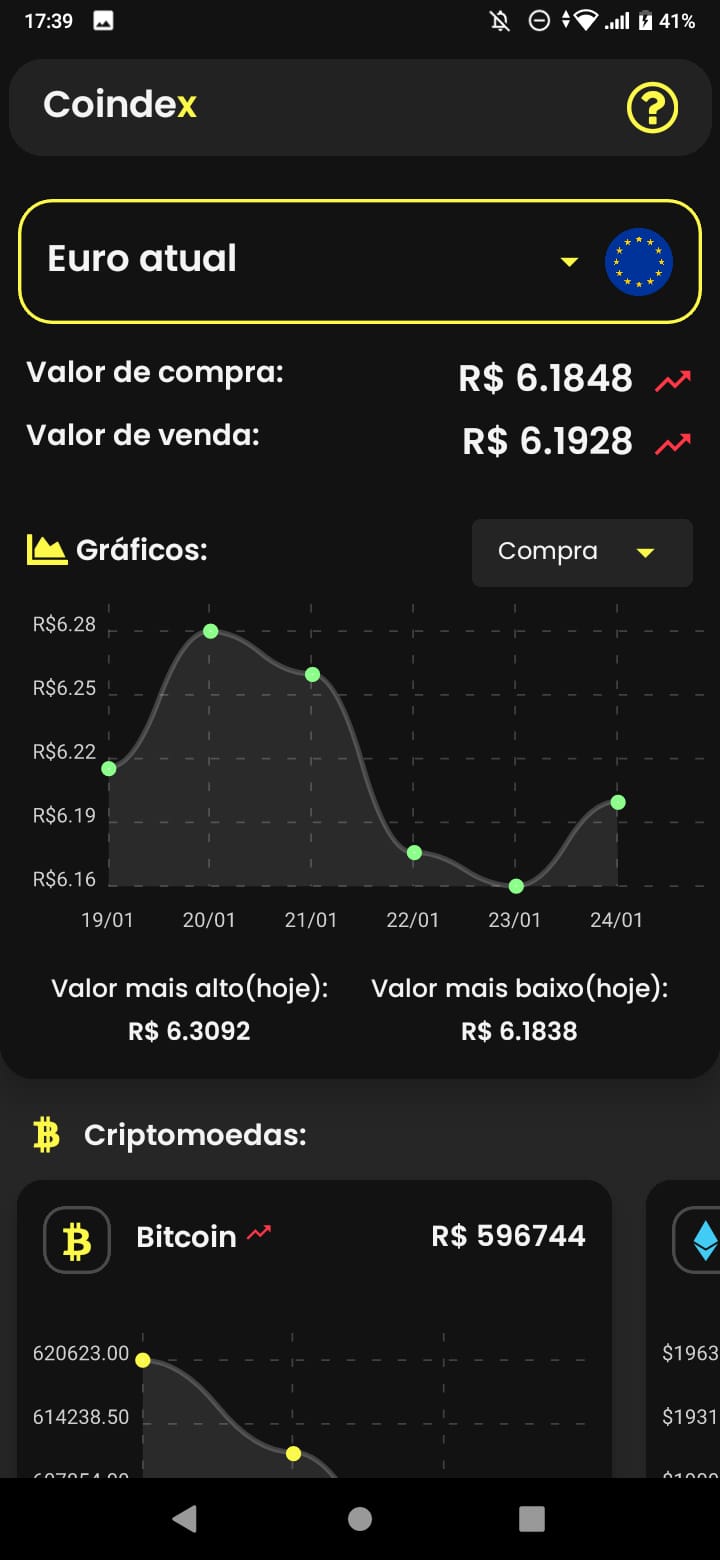 17:39 41%
Coindex
Euro atual
Valor de compra: R$ 6.1848
Valor de venda: R$ 6.1928
Gráficos: Compra
R$6.28
R$6.25
R$6.22
R$6.19
R$6.16
19/01 20/01 21/01 22/01 23/01 24/01
Valor mais alto(hoje): Valor mais baixo(hoje):
R$ 6.3092 R$ 6.1838
Criptomoedas:
Bitcoin R$ 596744
620623.00 $1963
614238.50 $1931